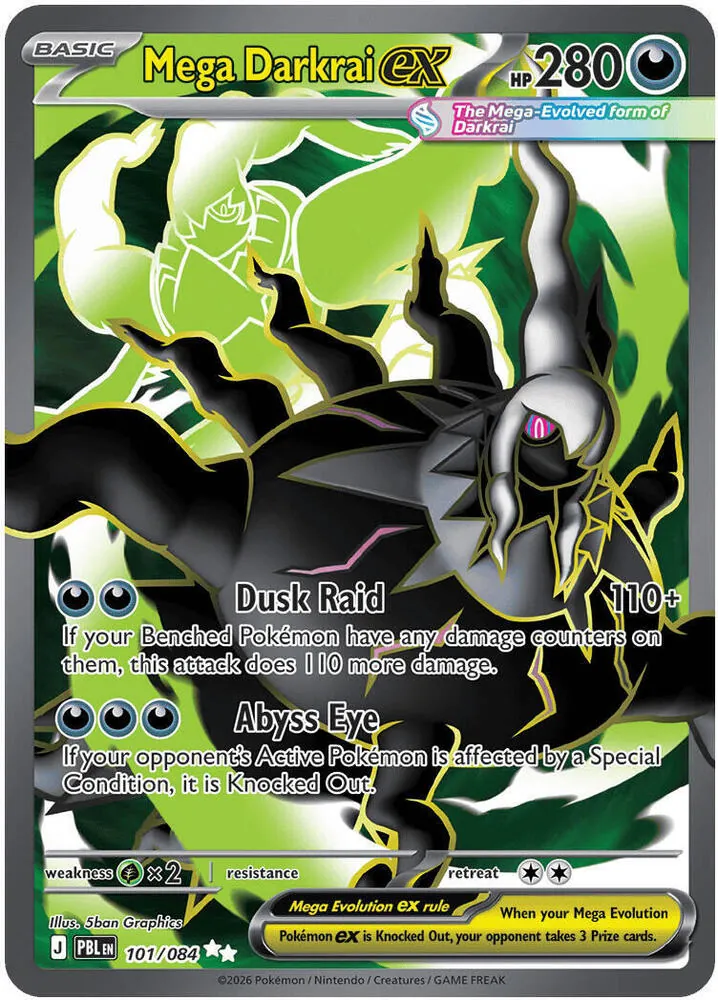 BASIC
Mega Darkrai ex
HP 280
The Mega-Evolved form of
Darkrai
Dusk Raid 110+
If your Benched Pokémon have any damage counters on
them, this attack does 110 more damage.
Abyss Eye
If your opponent's Active Pokémon is affected by a Special
Condition, it is Knocked Out.
weakness ×2 resistance retreat
Illus. 5ban Graphics
Mega Evolution ex rule
When your Mega Evolution
Pokémon ex is Knocked Out, your opponent takes 3 Prize cards.
J PBL EN 101/084
©2026 Pokémon / Nintendo / Creatures / GAME FREAK